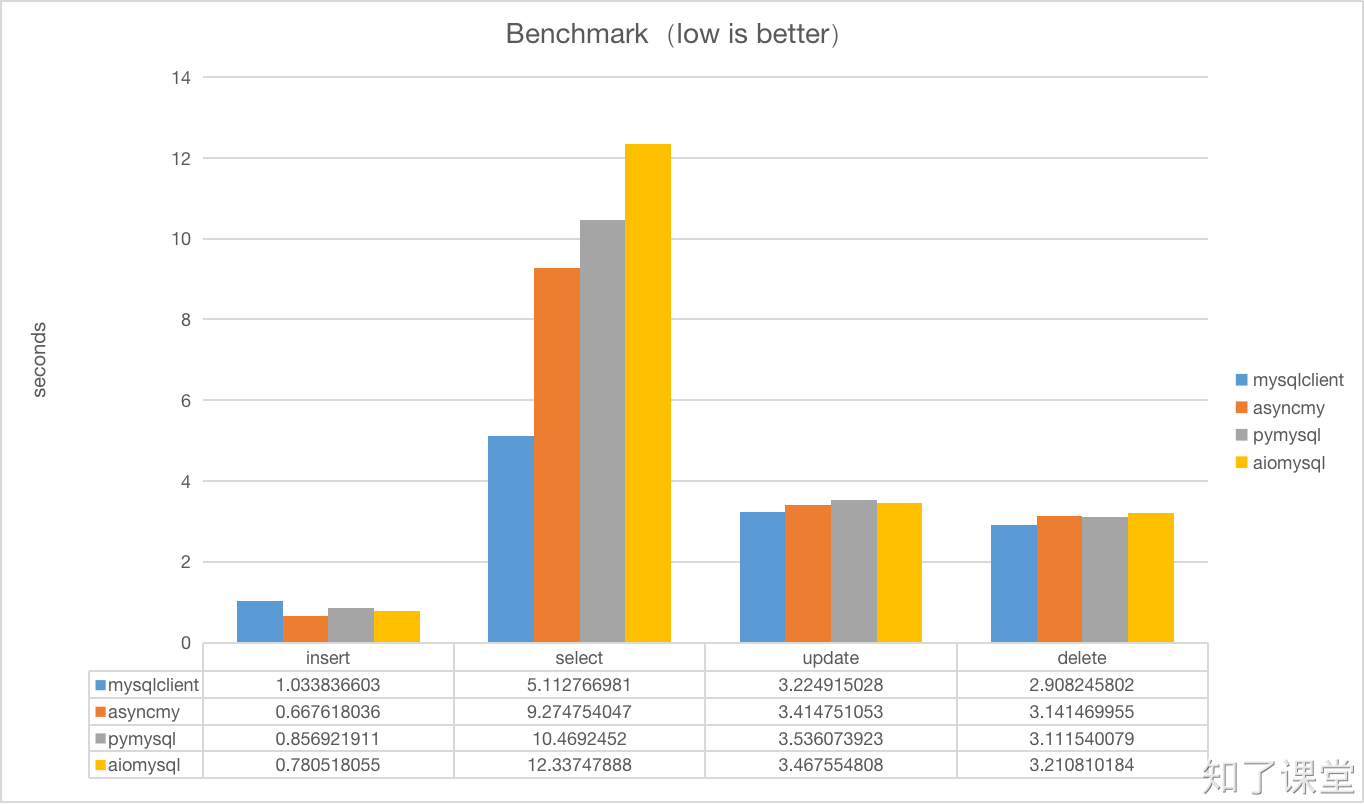 Benchmark（low is better）
14
12
10
8
6
4
2
0
seconds
mysqlclient
asyncmy
pymysql
aiomysql
insert select update delete
mysqlclient 1.033836603 5.112766981 3.224915028 2.908245802
asyncmy 0.667618036 9.274754047 3.414751053 3.141469955
pymysql 0.856921911 10.4692452 3.536073923 3.111540079
aiomysql 0.780518055 12.33747888 3.467554808 3.210810184
知了课堂